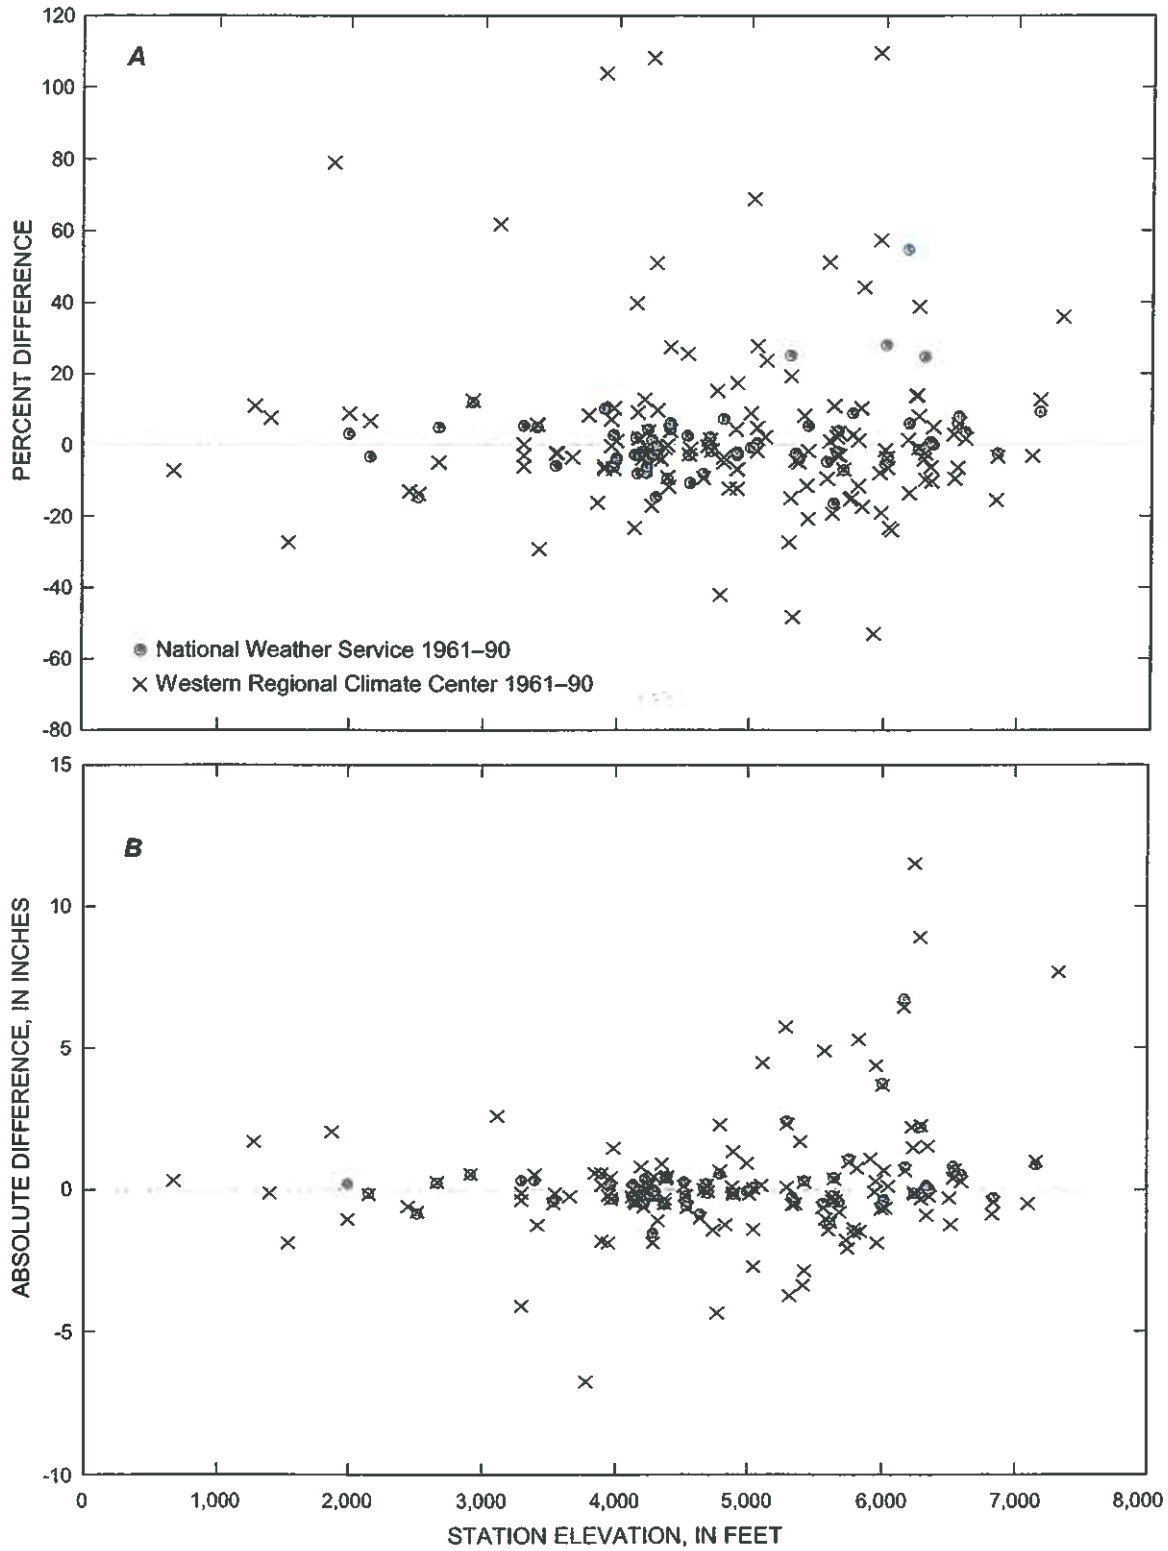 120
A
100
80
60
40
20
0
-20
-40
-60
-80
PERCENT DIFFERENCE
National Weather Service 1961–90
Western Regional Climate Center 1961–90
15
B
10
5
0
-5
-10
ABSOLUTE DIFFERENCE, IN INCHES
0 1,000 2,000 3,000 4,000 5,000 6,000 7,000 8,000
STATION ELEVATION, IN FEET